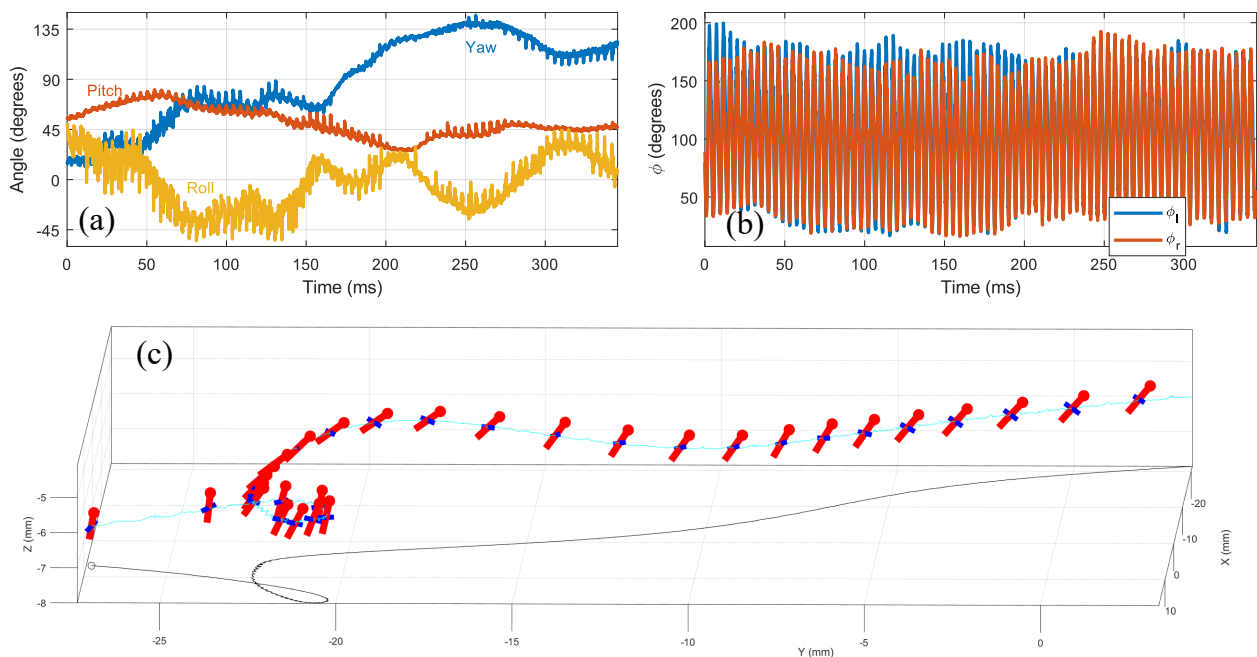 135
90
45
0
-45
Angle (degrees)
Yaw
Pitch
Roll
(a)
0 50 100 150 200 250 300
Time (ms)
200
150
100
50
ϕ (degrees)
(b)
ϕl
ϕr
0 50 100 150 200 250 300
Time (ms)
(c)
-5
-6
-7
-8
Z (mm)
-20
-10
0
10
X (mm)
-25 -20 -15 -10 -5 0
Y (mm)